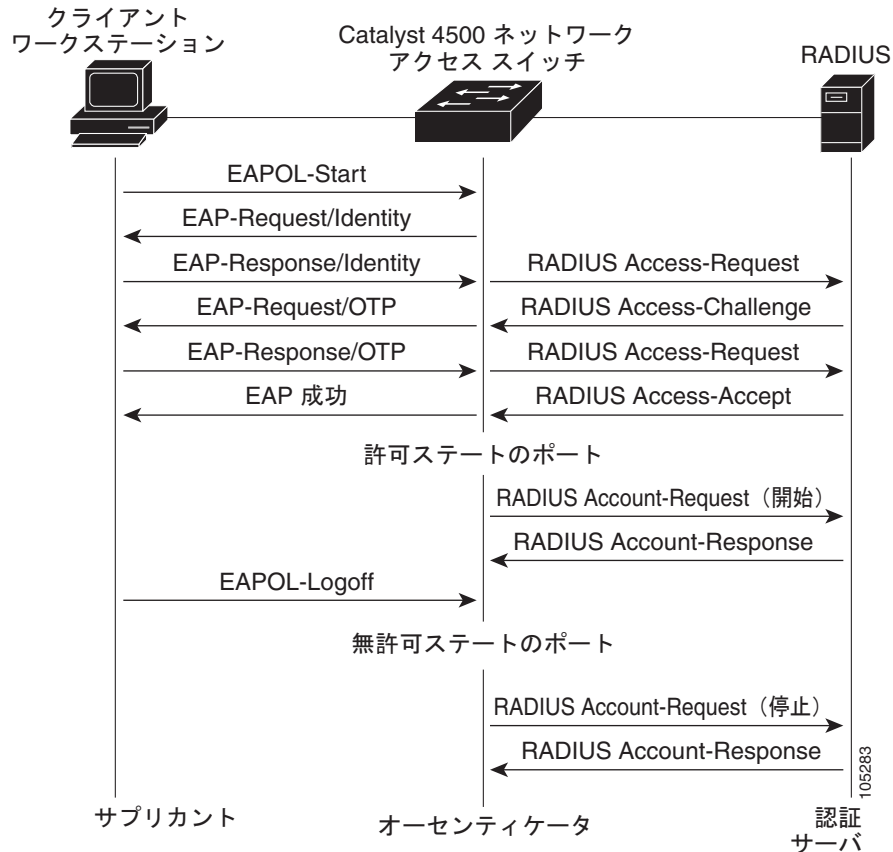 クライアント
ワークステーション
Catalyst 4500 ネットワーク
アクセス スイッチ
RADIUS
EAPOL-Start
EAP-Request/Identity
EAP-Response/Identity
RADIUS Access-Request
EAP-Request/OTP
RADIUS Access-Challenge
EAP-Response/OTP
RADIUS Access-Request
EAP 成功
RADIUS Access-Accept
許可ステートのポート
RADIUS Account-Request（開始）
RADIUS Account-Response
EAPOL-Logoff
無許可ステートのポート
RADIUS Account-Request（停止）
RADIUS Account-Response
105283
サプリカント
オーセンティケータ
認証
サーバ